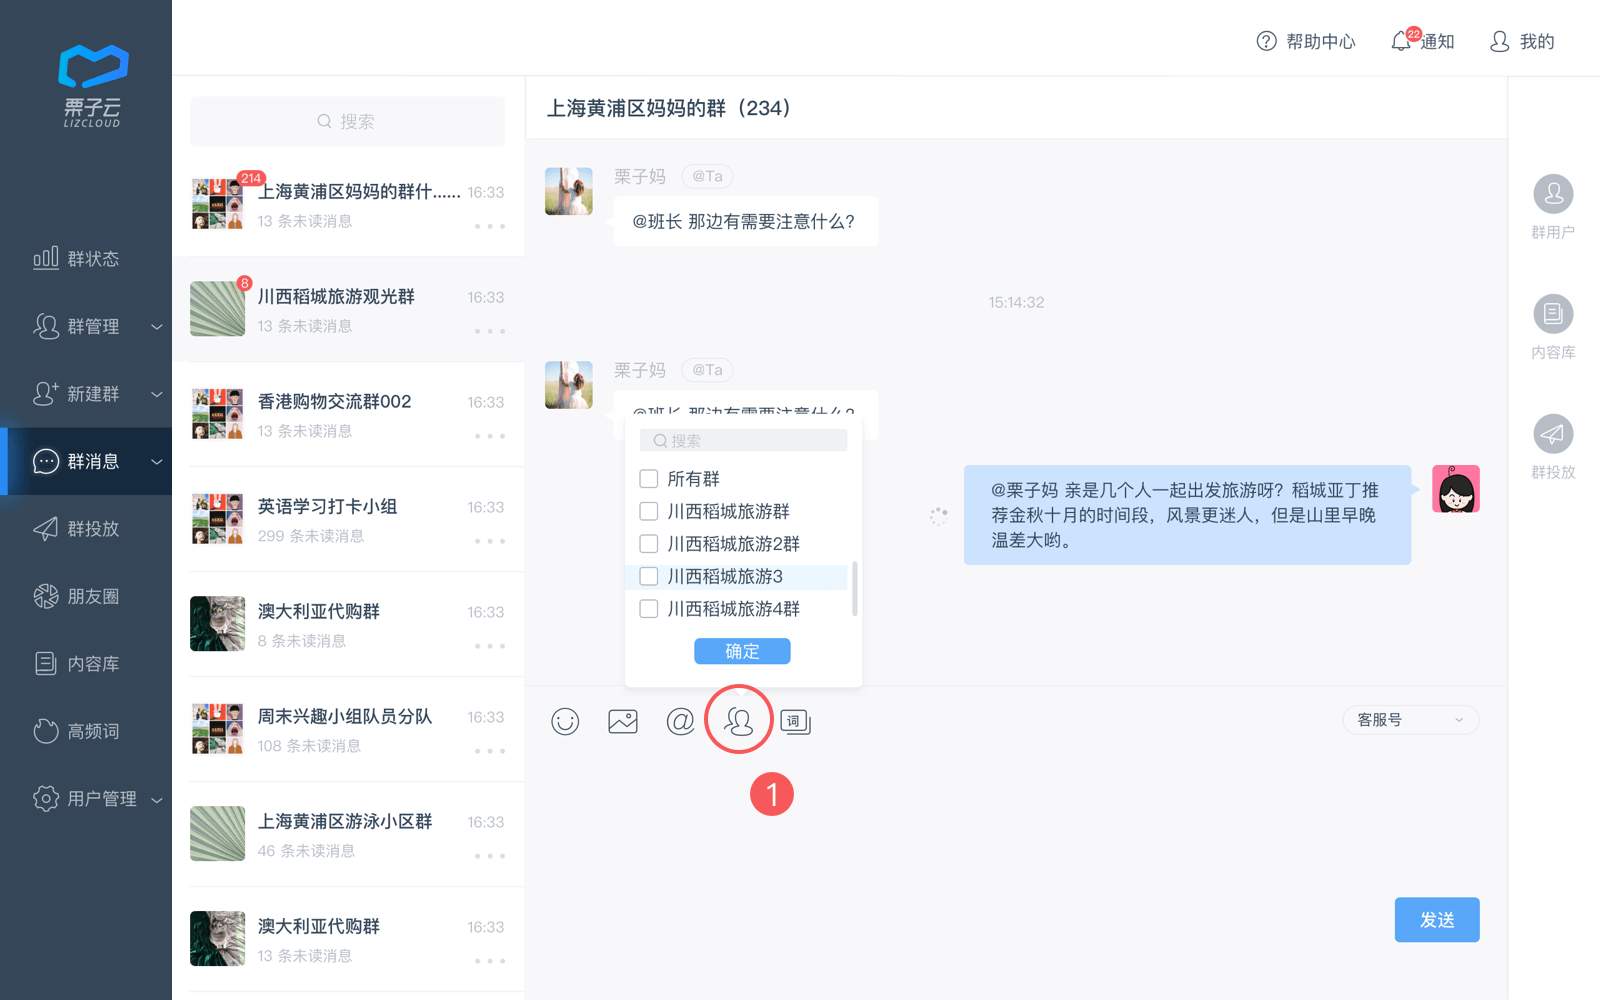 栗子云
LIZCLOUD
群状态
群管理
新建群
群消息
群投放
朋友圈
内容库
高频词
用户管理
帮助中心
22
通知
我的
搜索
214
上海黄浦区妈妈的群什......
16:33
13 条未读消息
8
川西稻城旅游观光群
16:33
13 条未读消息
香港购物交流群002
16:33
13 条未读消息
英语学习打卡小组
16:33
299 条未读消息
澳大利亚代购群
16:33
8 条未读消息
周末兴趣小组队员分队
16:33
108 条未读消息
上海黄浦区游泳小区群
16:33
46 条未读消息
澳大利亚代购群
16:33
13 条未读消息
上海黄浦区妈妈的群（234）
栗子妈
@Ta
@班长 那边有需要注意什么？
15:14:32
栗子妈
@Ta
@班长 那边有需要注意什么？
搜索
所有群
川西稻城旅游群
川西稻城旅游2群
川西稻城旅游3
川西稻城旅游4群
确定
@栗子妈 亲是几个人一起出发旅游呀？稻城亚丁推
荐金秋十月的时间段，风景更迷人，但是山里早晚
温差大哟。
词
客服号
1
发送
群用户
内容库
群投放